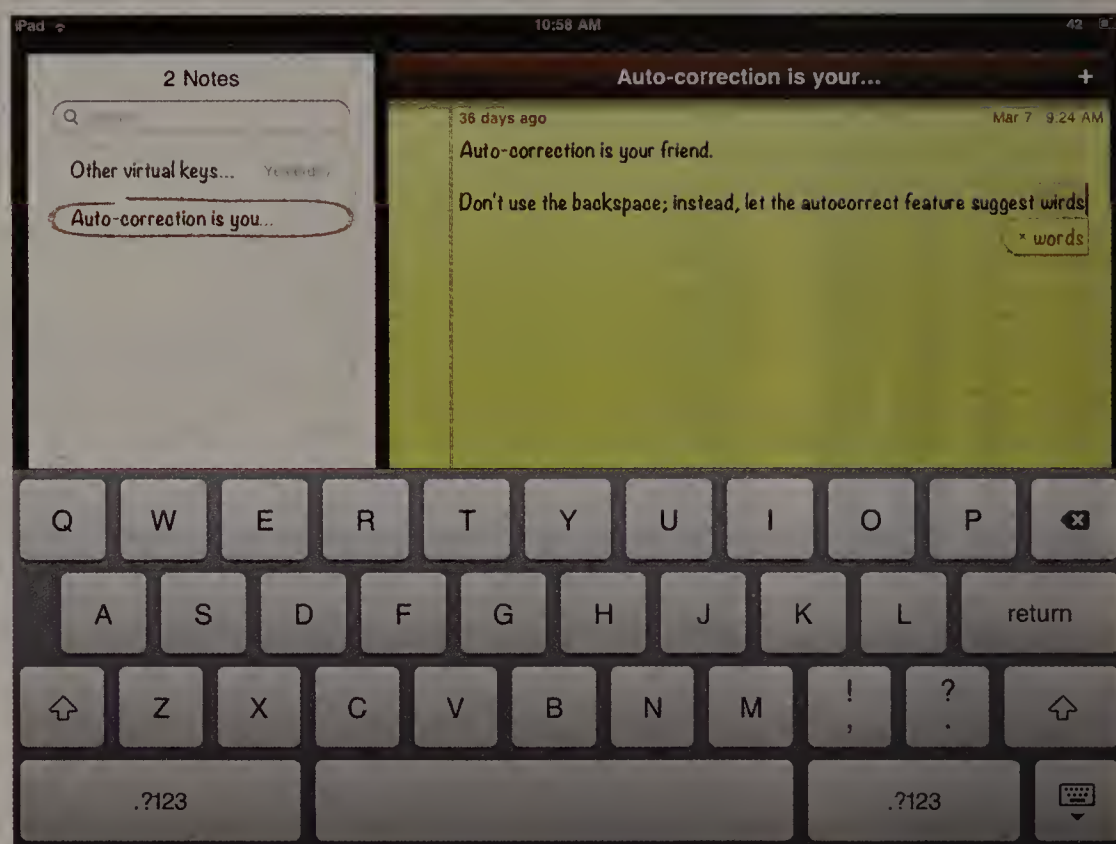 iPad 10:58 AM 42
2 Notes
Other virtual keys...
Auto-correction is you...
Auto-correction is your... +
36 days ago Mar 7 9:24 AM
Auto-correction is your friend.
Don't use the backspace; instead, let the autocorrect feature suggest wirds
× words
Q W E R T Y U I O P
A S D F G H J K L return
Z X C V B N M ! , ? .
.?123 .?123